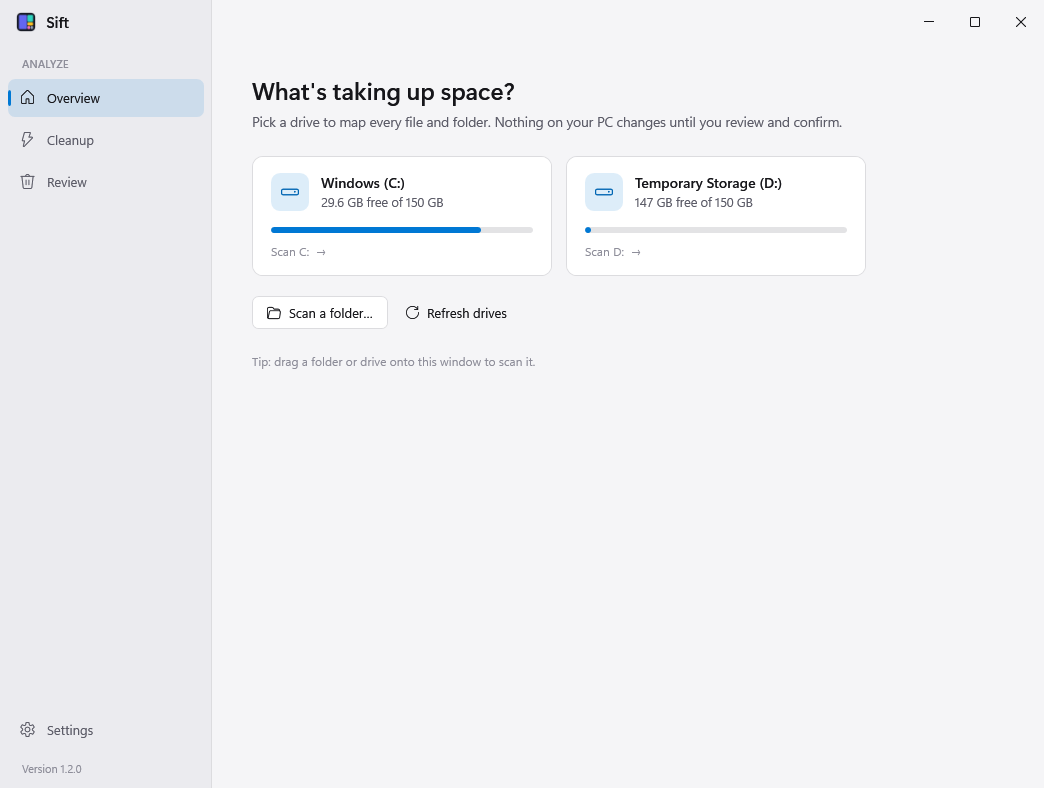 Sift
ANALYZE
Overview
Cleanup
Review
Settings
Version 1.2.0
What's taking up space?
Pick a drive to map every file and folder. Nothing on your PC changes until you review and confirm.
Windows (C:)
29.6 GB free of 150 GB
Scan C: →
Temporary Storage (D:)
147 GB free of 150 GB
Scan D: →
Scan a folder...
Refresh drives
Tip: drag a folder or drive onto this window to scan it.